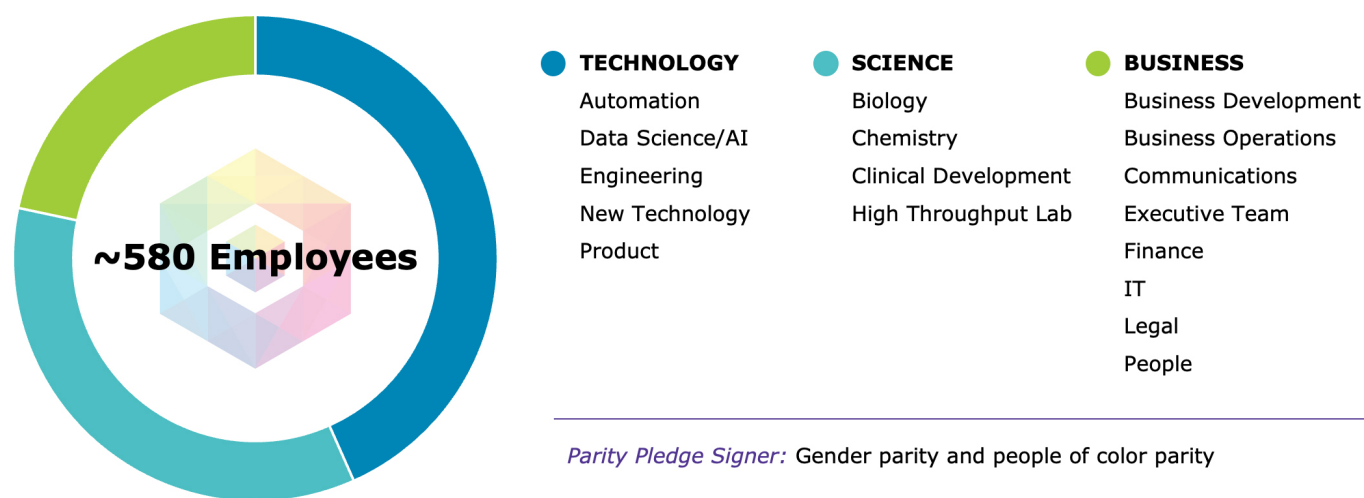 ~580 Employees
TECHNOLOGY
Automation
Data Science/AI
Engineering
New Technology
Product
SCIENCE
Biology
Chemistry
Clinical Development
High Throughput Lab
BUSINESS
Business Development
Business Operations
Communications
Executive Team
Finance
IT
Legal
People
Parity Pledge Signer: Gender parity and people of color parity